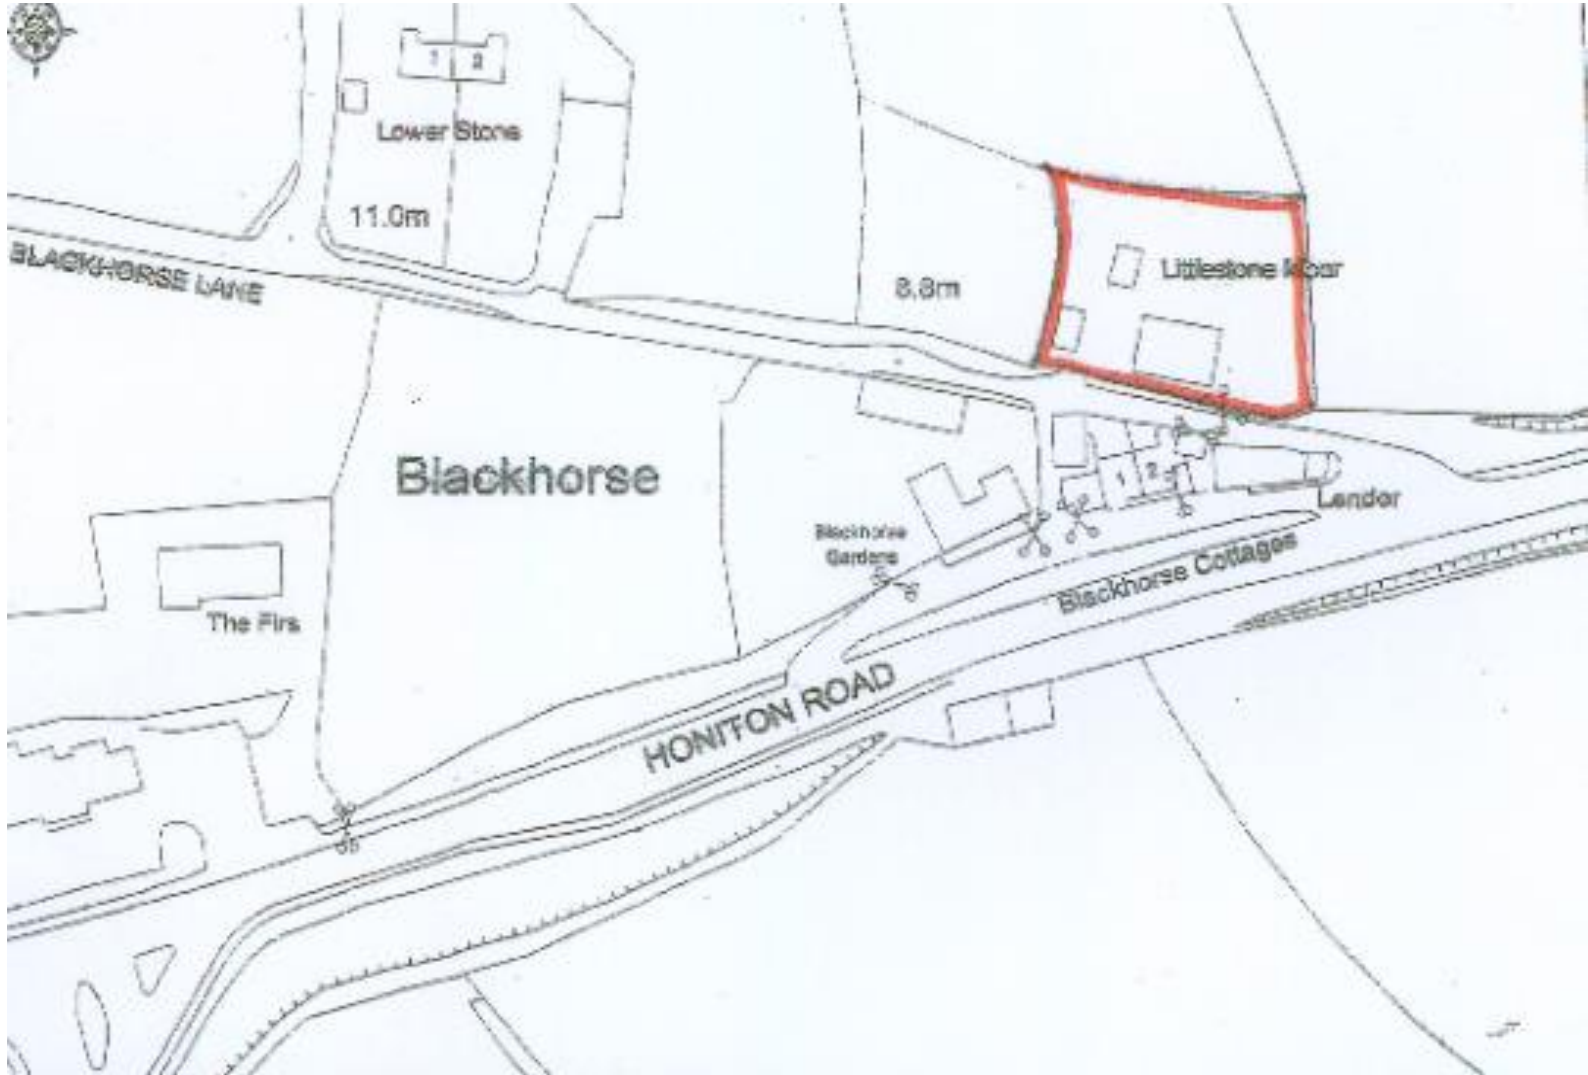 1 2
Lower Stone
11.0m
BLACKHORSE LANE
Littlestone
8.8m
Blackhorse
1 2
Lendor
Blackhorse
Gardens
Blackhorse Cottages
The Firs
HONITON ROAD